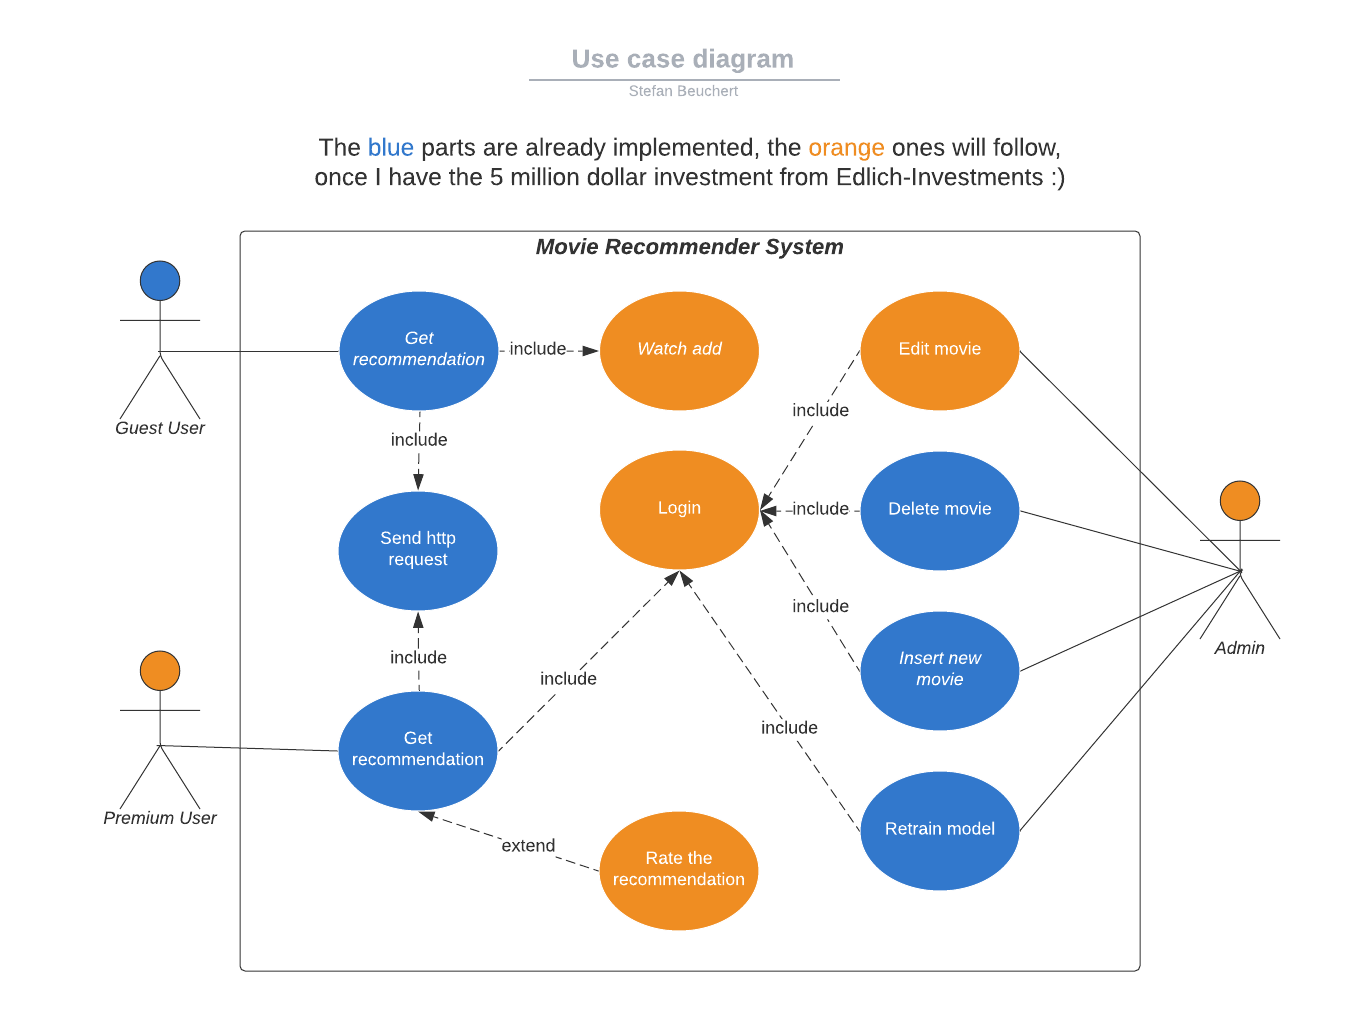 Use case diagram
Stefan Beuchert
The blue parts are already implemented, the orange ones will follow,
once I have the 5 million dollar investment from Edlich-Investments :)
Movie Recommender System
Get
recommendation
include
Watch add
Edit movie
Guest User
include
include
Send http
request
Login
include
Delete movie
Admin
include
Insert new
movie
include
include
Get
recommendation
include
Premium User
Retrain model
extend
Rate the
recommendation